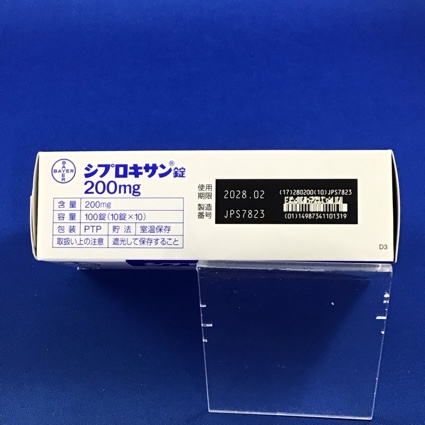 BAYER
BAYER
シプロキサン®錠
200mg
含量 200mg
容量 100錠(10錠×10)
包装 PTP 貯法 室温保存
取扱い上の注意 遮光して保存すること
使用期限 2028.02
製造番号 JPS7823
(17)280200(10)JPS7823
(01)14987341101319
D3